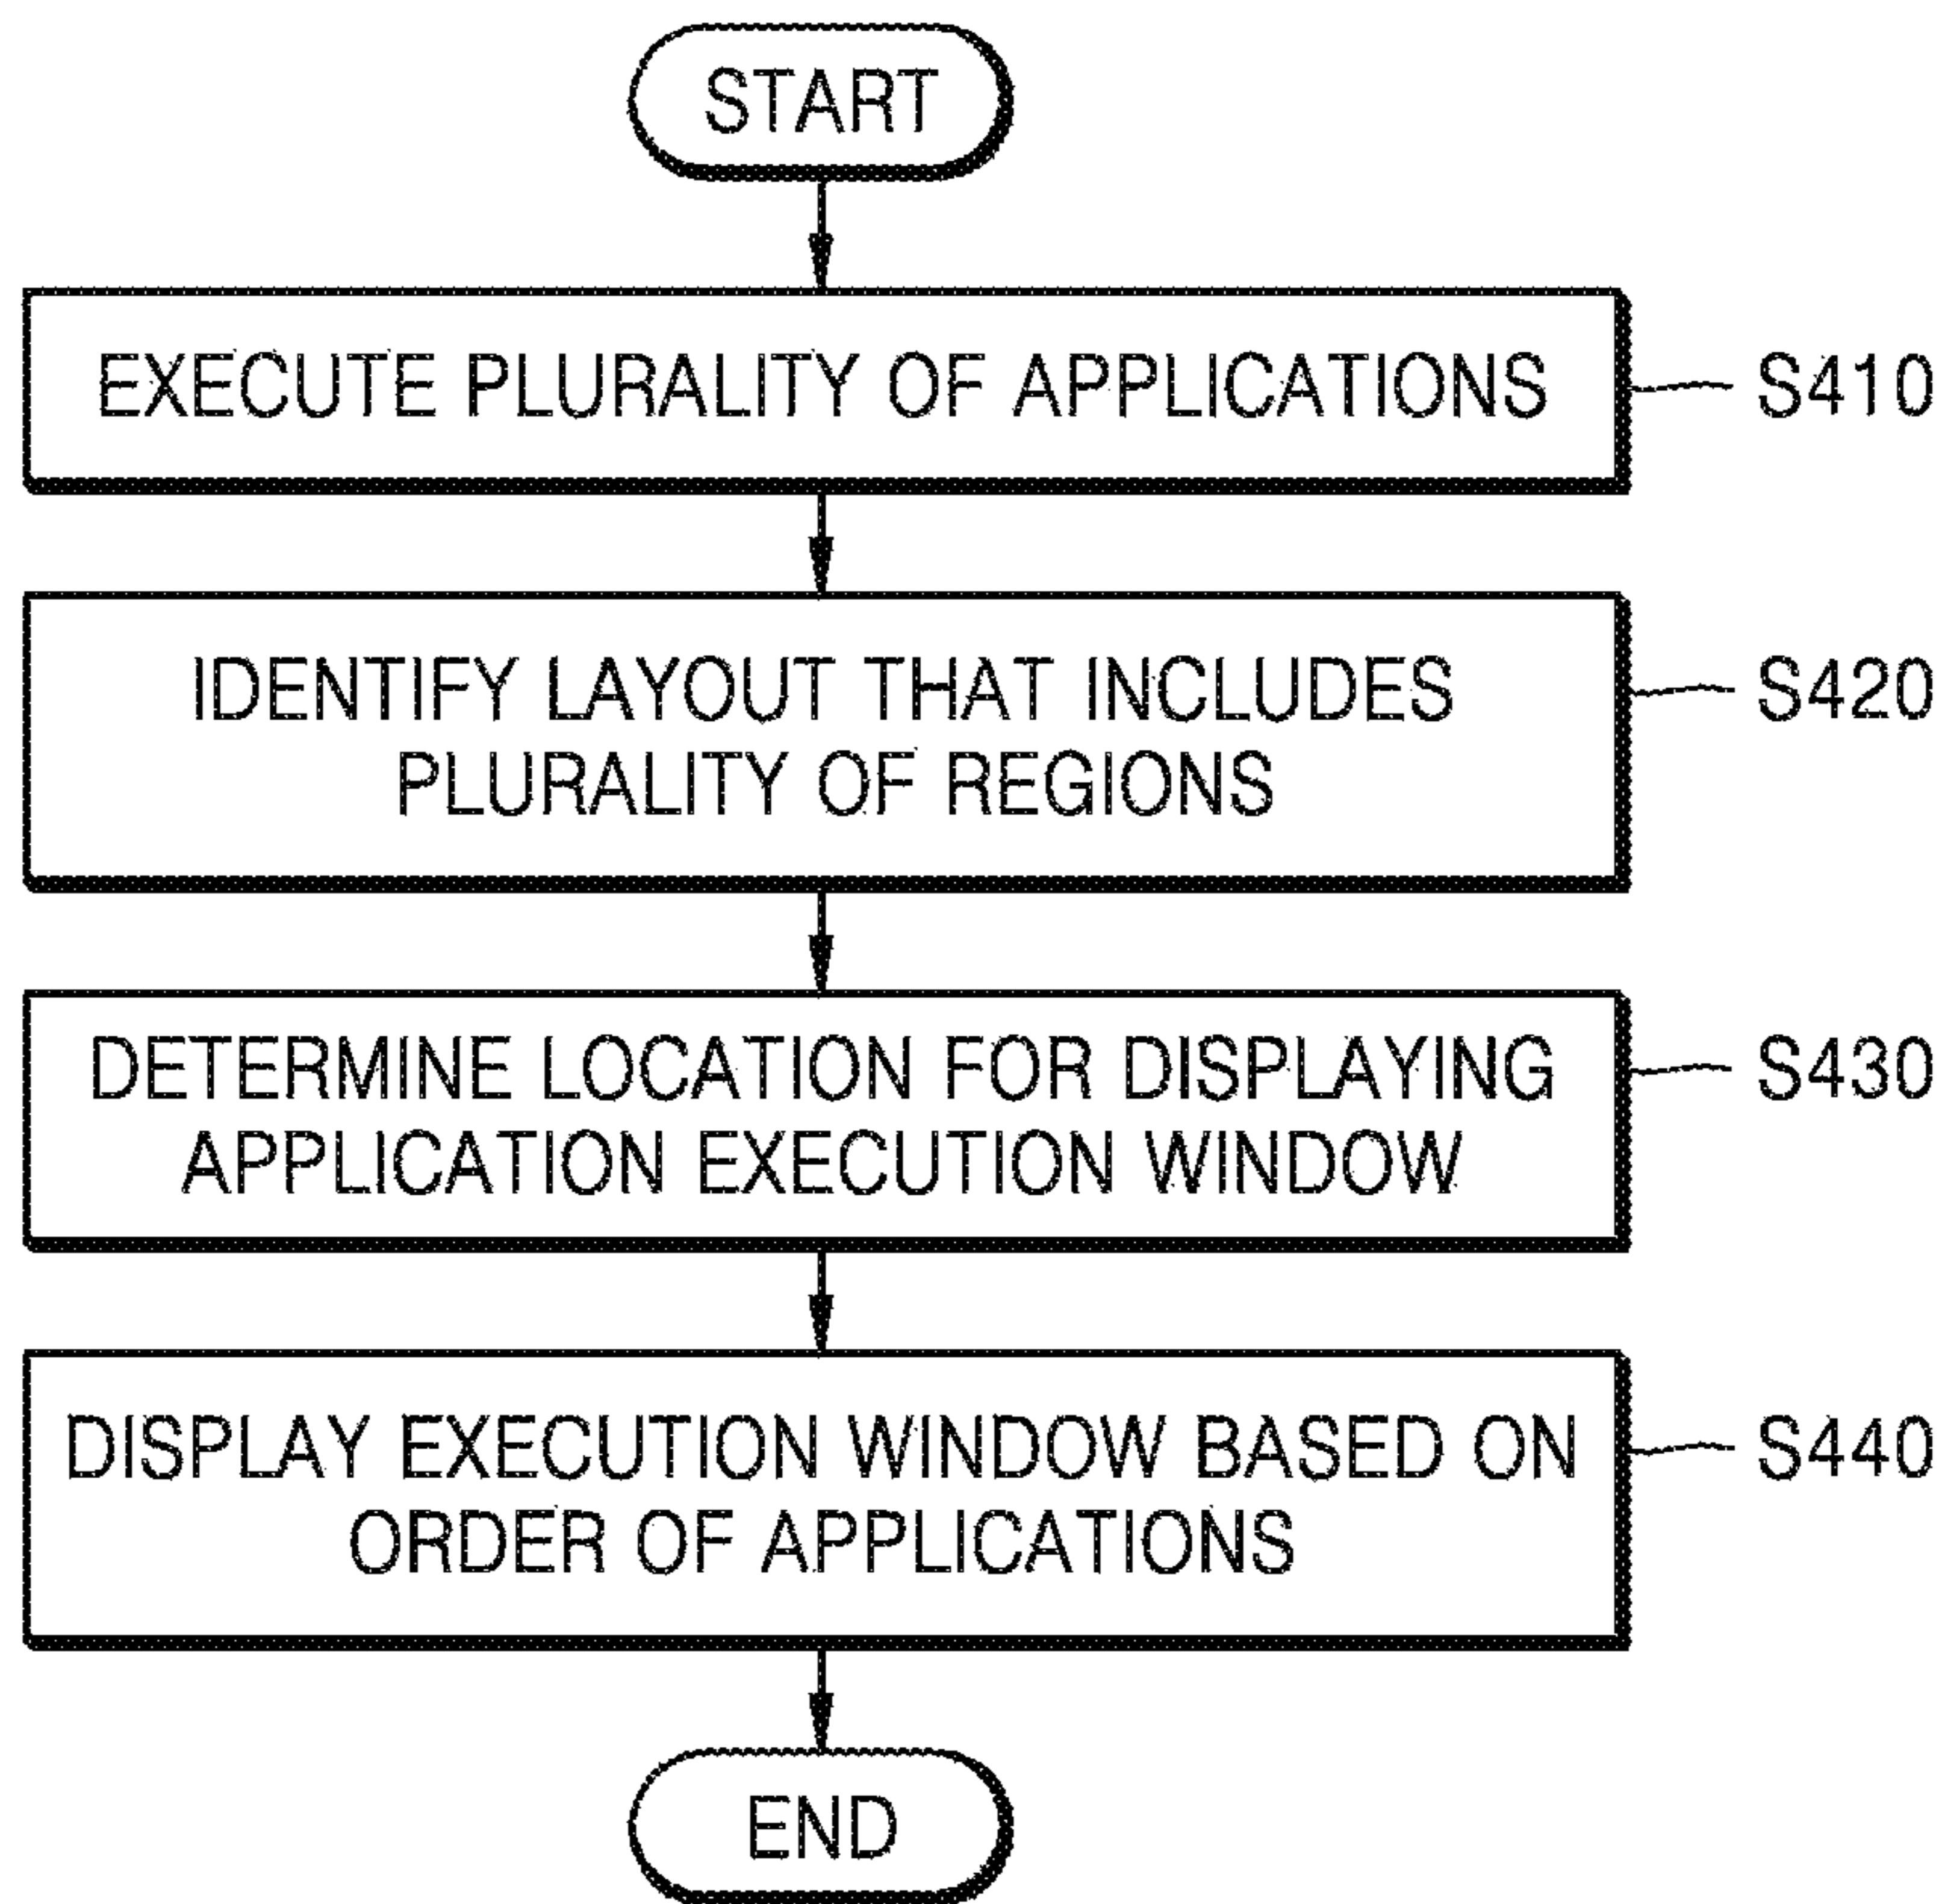 START
EXECUTE PLURALITY OF APPLICATIONS
S410
IDENTIFY LAYOUT THAT INCLUDES
PLURALITY OF REGIONS
S420
DETERMINE LOCATION FOR DISPLAYING
APPLICATION EXECUTION WINDOW
S430
DISPLAY EXECUTION WINDOW BASED ON
ORDER OF APPLICATIONS
S440
END